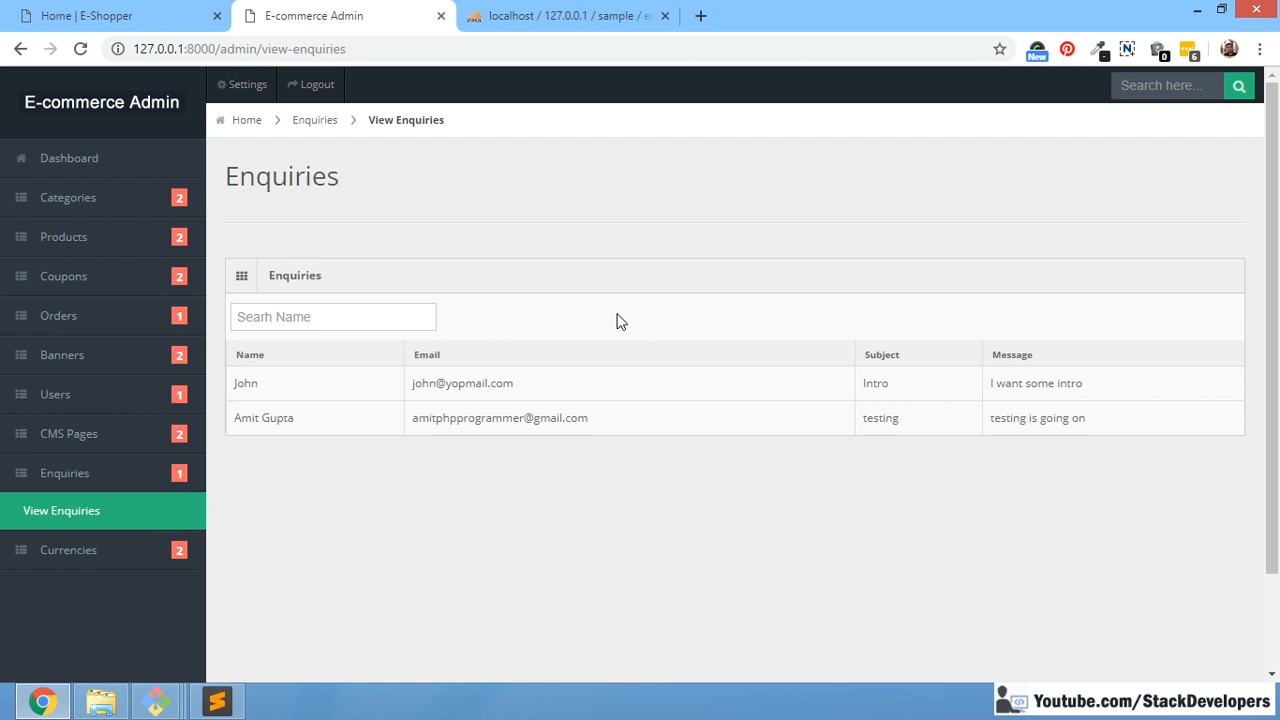 Home | E-Shopper
E-commerce Admin
localhost / 127.0.0.1 / sample / e
127.0.0.1:8000/admin/view-enquiries
New
0
6
E-commerce Admin
Settings
Logout
Search here...
Home
Enquiries
View Enquiries
Dashboard
Categories 2
Products 2
Coupons 2
Orders 1
Banners 2
Users 1
CMS Pages 2
Enquiries 1
View Enquiries
Currencies 2
Enquiries
Enquiries
Searh Name
Name Email Subject Message
John john@yopmail.com Intro I want some intro
Amit Gupta amitphpprogrammer@gmail.com testing testing is going on
Youtube.com/StackDevelopers